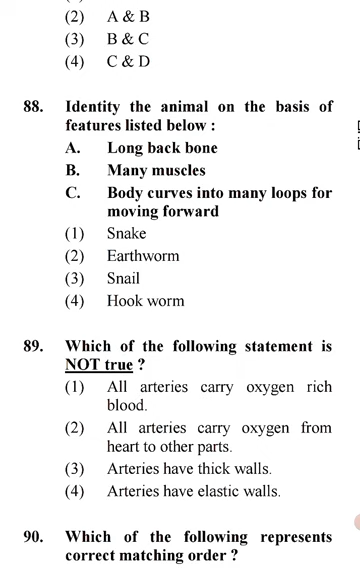 (2) A & B
(3) B & C
(4) C & D
88. Identity the animal on the basis of
features listed below :
A. Long back bone
B. Many muscles
C. Body curves into many loops for
moving forward
(1) Snake
(2) Earthworm
(3) Snail
(4) Hook worm
89. Which of the following statement is
NOT true ?
(1) All arteries carry oxygen rich
blood.
(2) All arteries carry oxygen from
heart to other parts.
(3) Arteries have thick walls.
(4) Arteries have elastic walls.
90. Which of the following represents
correct matching order ?